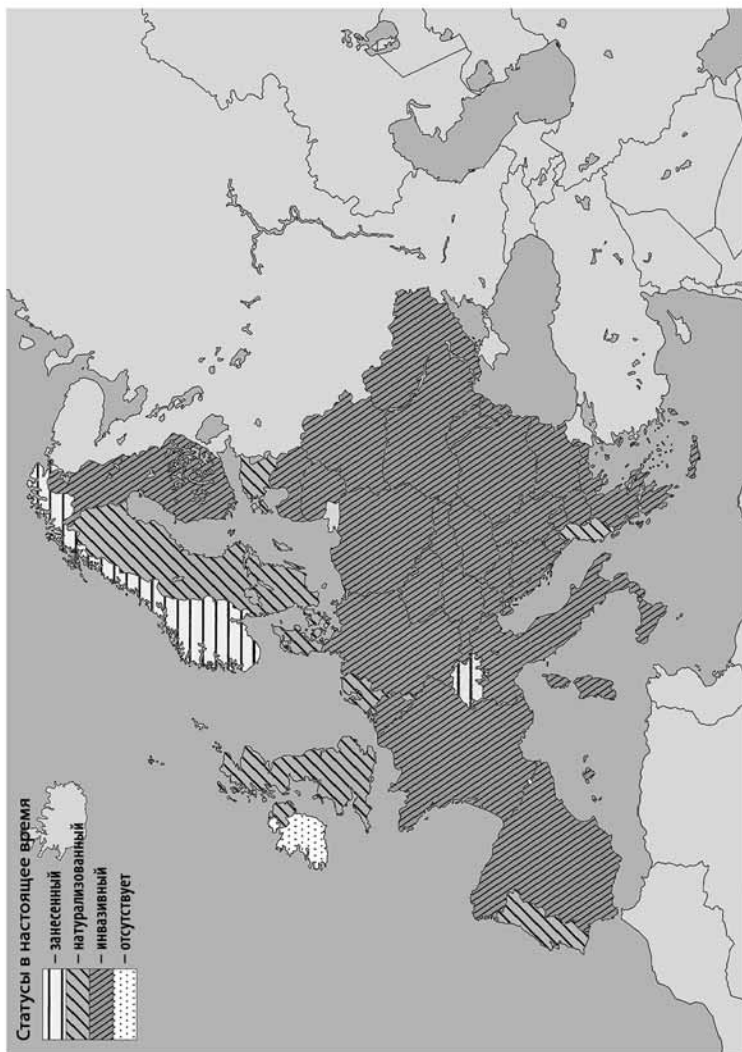 Статусы в настоящее время
– занесенный
– натурализованный
– инвазивный
– отсутствует